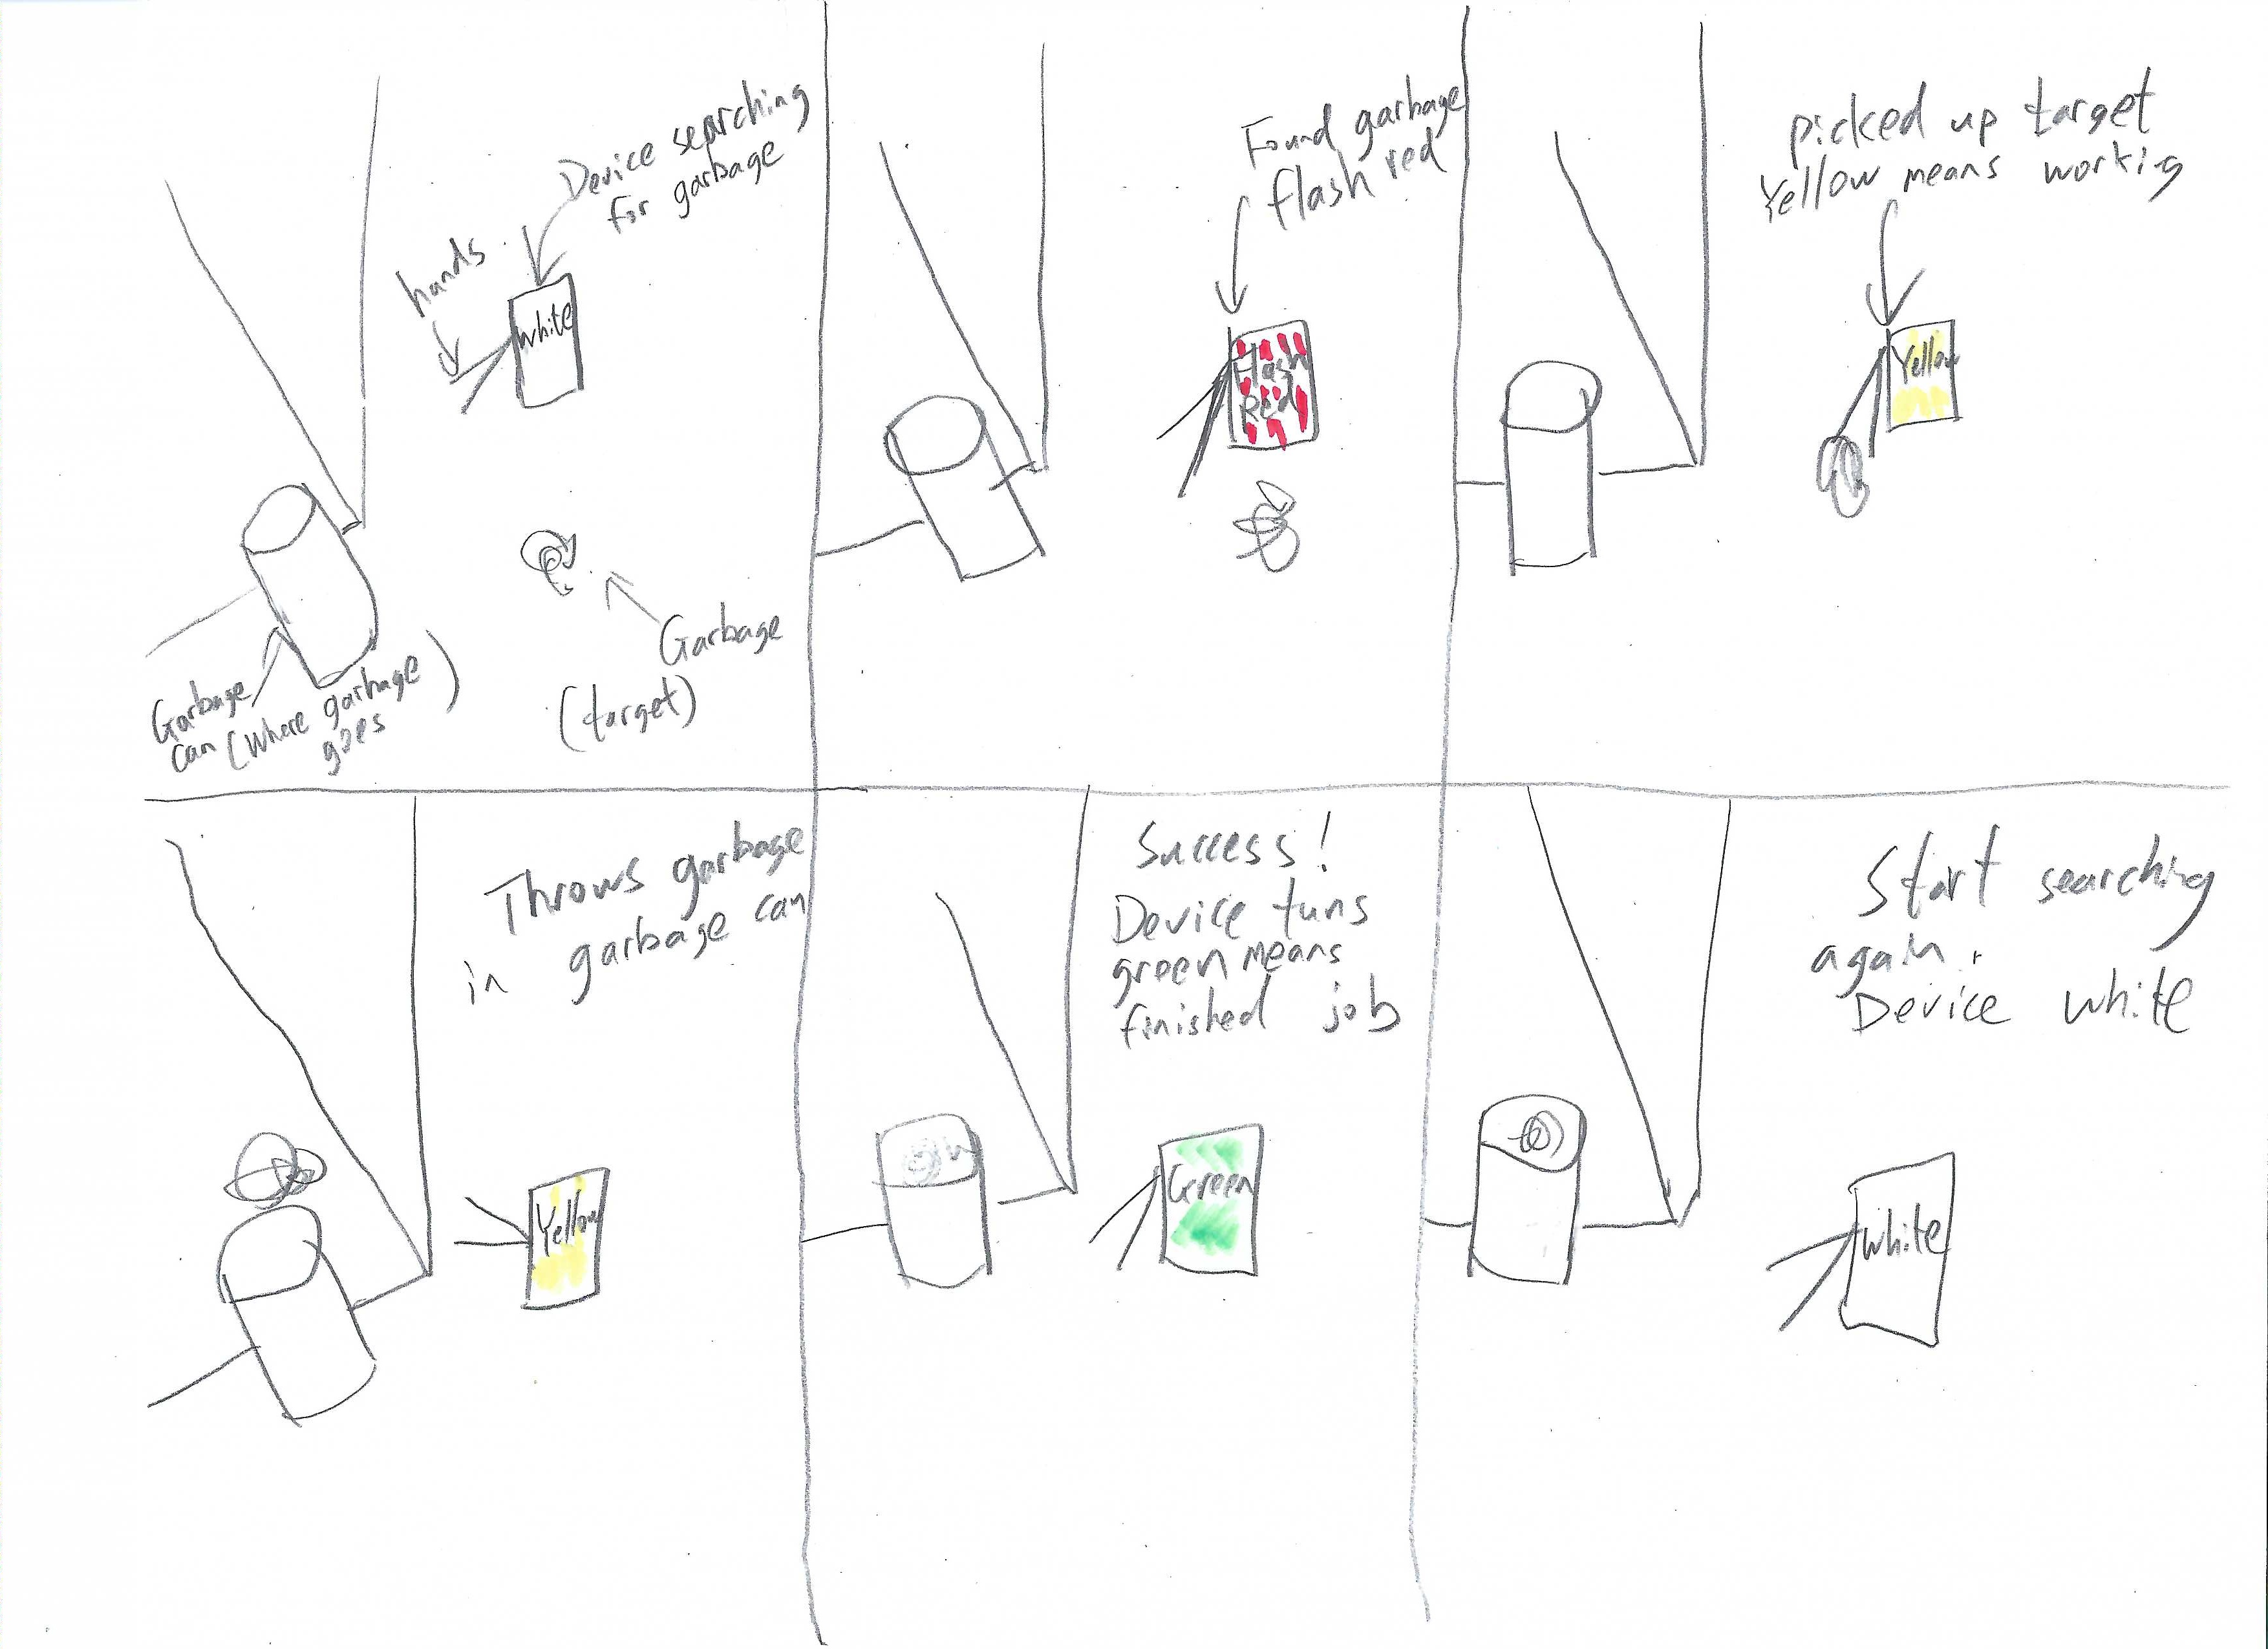 Device searching
for garbage
hands
white
Garbage
(target)
Garbage
can (where garbage
goes )
Found garbage
flash red
Flash
Red
picked up target
Yellow means working
Yellow
Throws garbage
in garbage can
Yellow
Success!
Device tuns
green means
finished job
Green
Start searching
again.
Device white
white